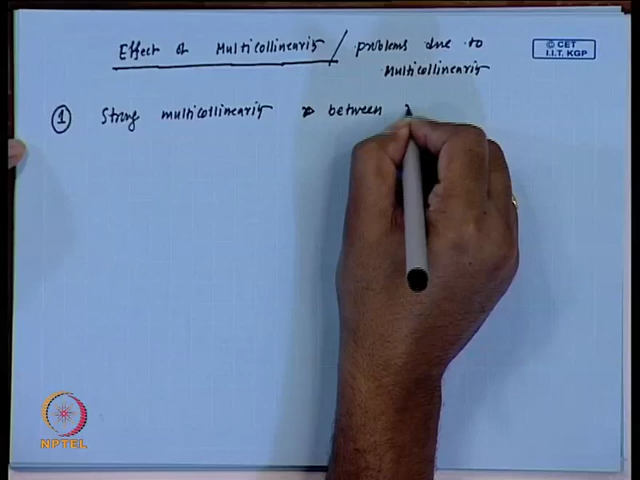 Effect of Multicollinearity / problems due to
Multicollinearity
© CET
I.I.T. KGP
1 Strong multicollinearity between
NPTEL